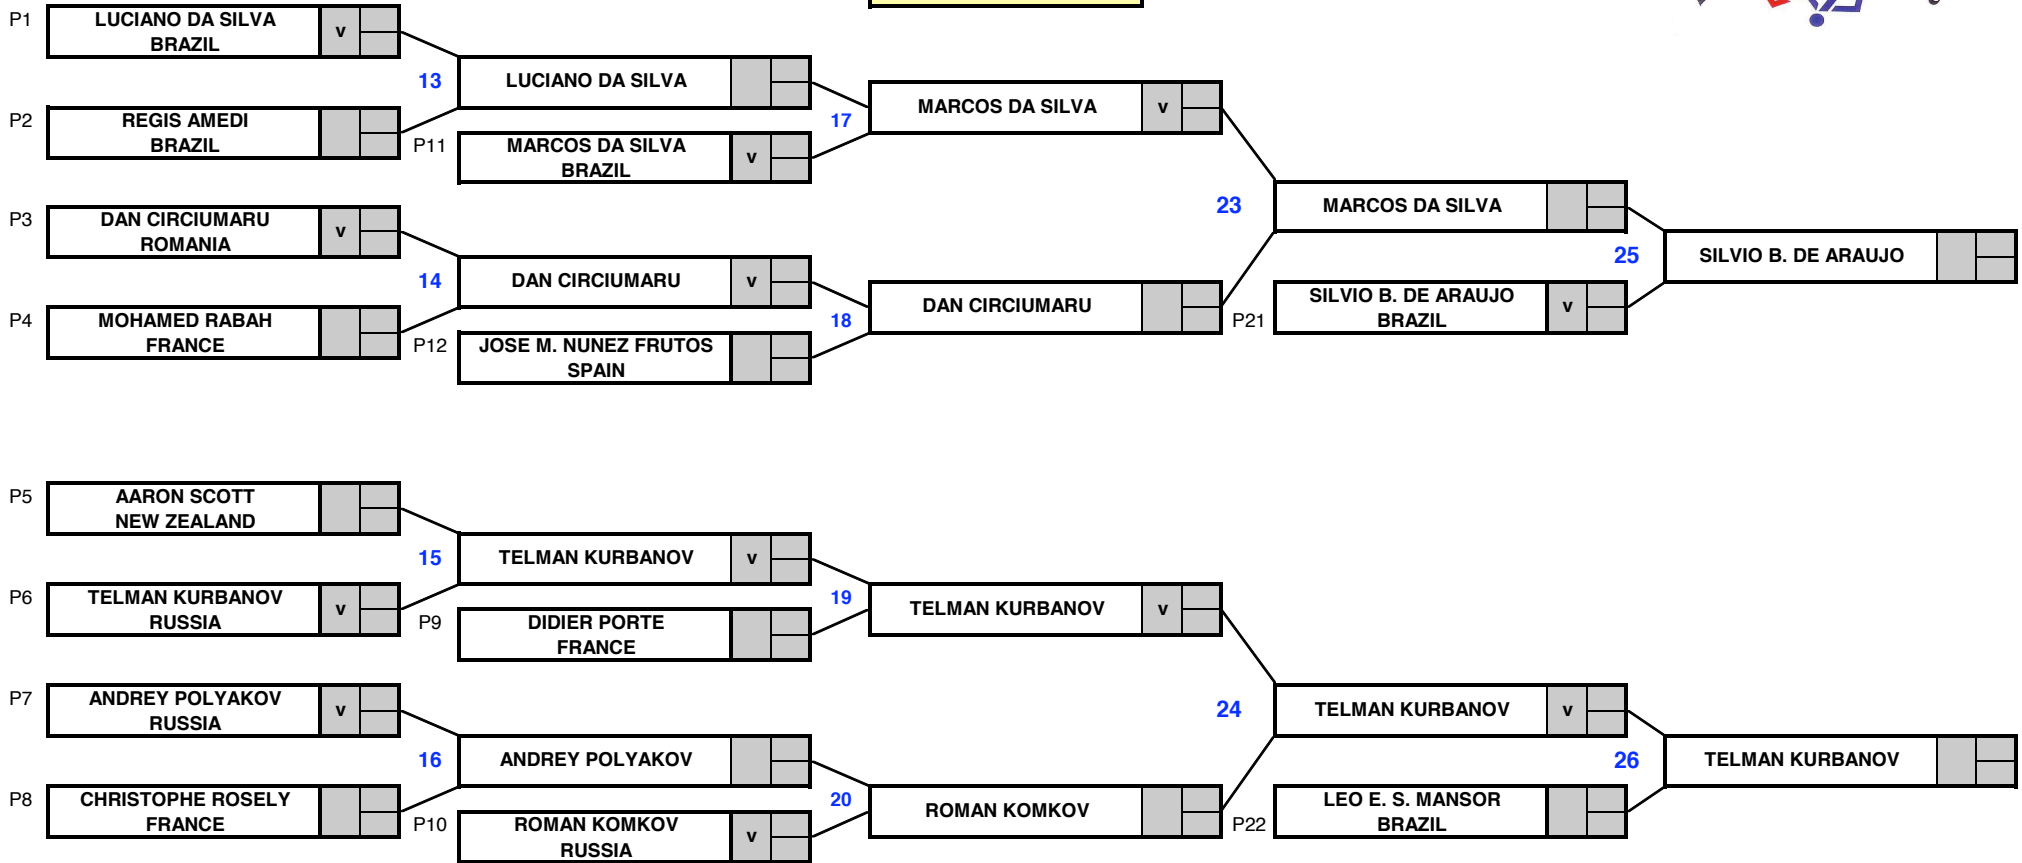 P1
LUCIANO DA SILVA
BRAZIL
v
13
LUCIANO DA SILVA
P2
REGIS AMEDI
BRAZIL
P11
MARCOS DA SILVA
BRAZIL
v
17
MARCOS DA SILVA
v
P3
DAN CIRCIUMARU
ROMANIA
v
14
DAN CIRCIUMARU
v
P4
MOHAMED RABAH
FRANCE
P12
JOSE M. NUNEZ FRUTOS
SPAIN
18
DAN CIRCIUMARU
23
MARCOS DA SILVA
P21
SILVIO B. DE ARAUJO
BRAZIL
v
25
SILVIO B. DE ARAUJO
P5
AARON SCOTT
NEW ZEALAND
15
TELMAN KURBANOV
v
P6
TELMAN KURBANOV
RUSSIA
v
P9
DIDIER PORTE
FRANCE
19
TELMAN KURBANOV
v
P7
ANDREY POLYAKOV
RUSSIA
v
16
ANDREY POLYAKOV
P8
CHRISTOPHE ROSELY
FRANCE
P10
ROMAN KOMKOV
RUSSIA
v
20
ROMAN KOMKOV
24
TELMAN KURBANOV
v
P22
LEO E. S. MANSOR
BRAZIL
26
TELMAN KURBANOV